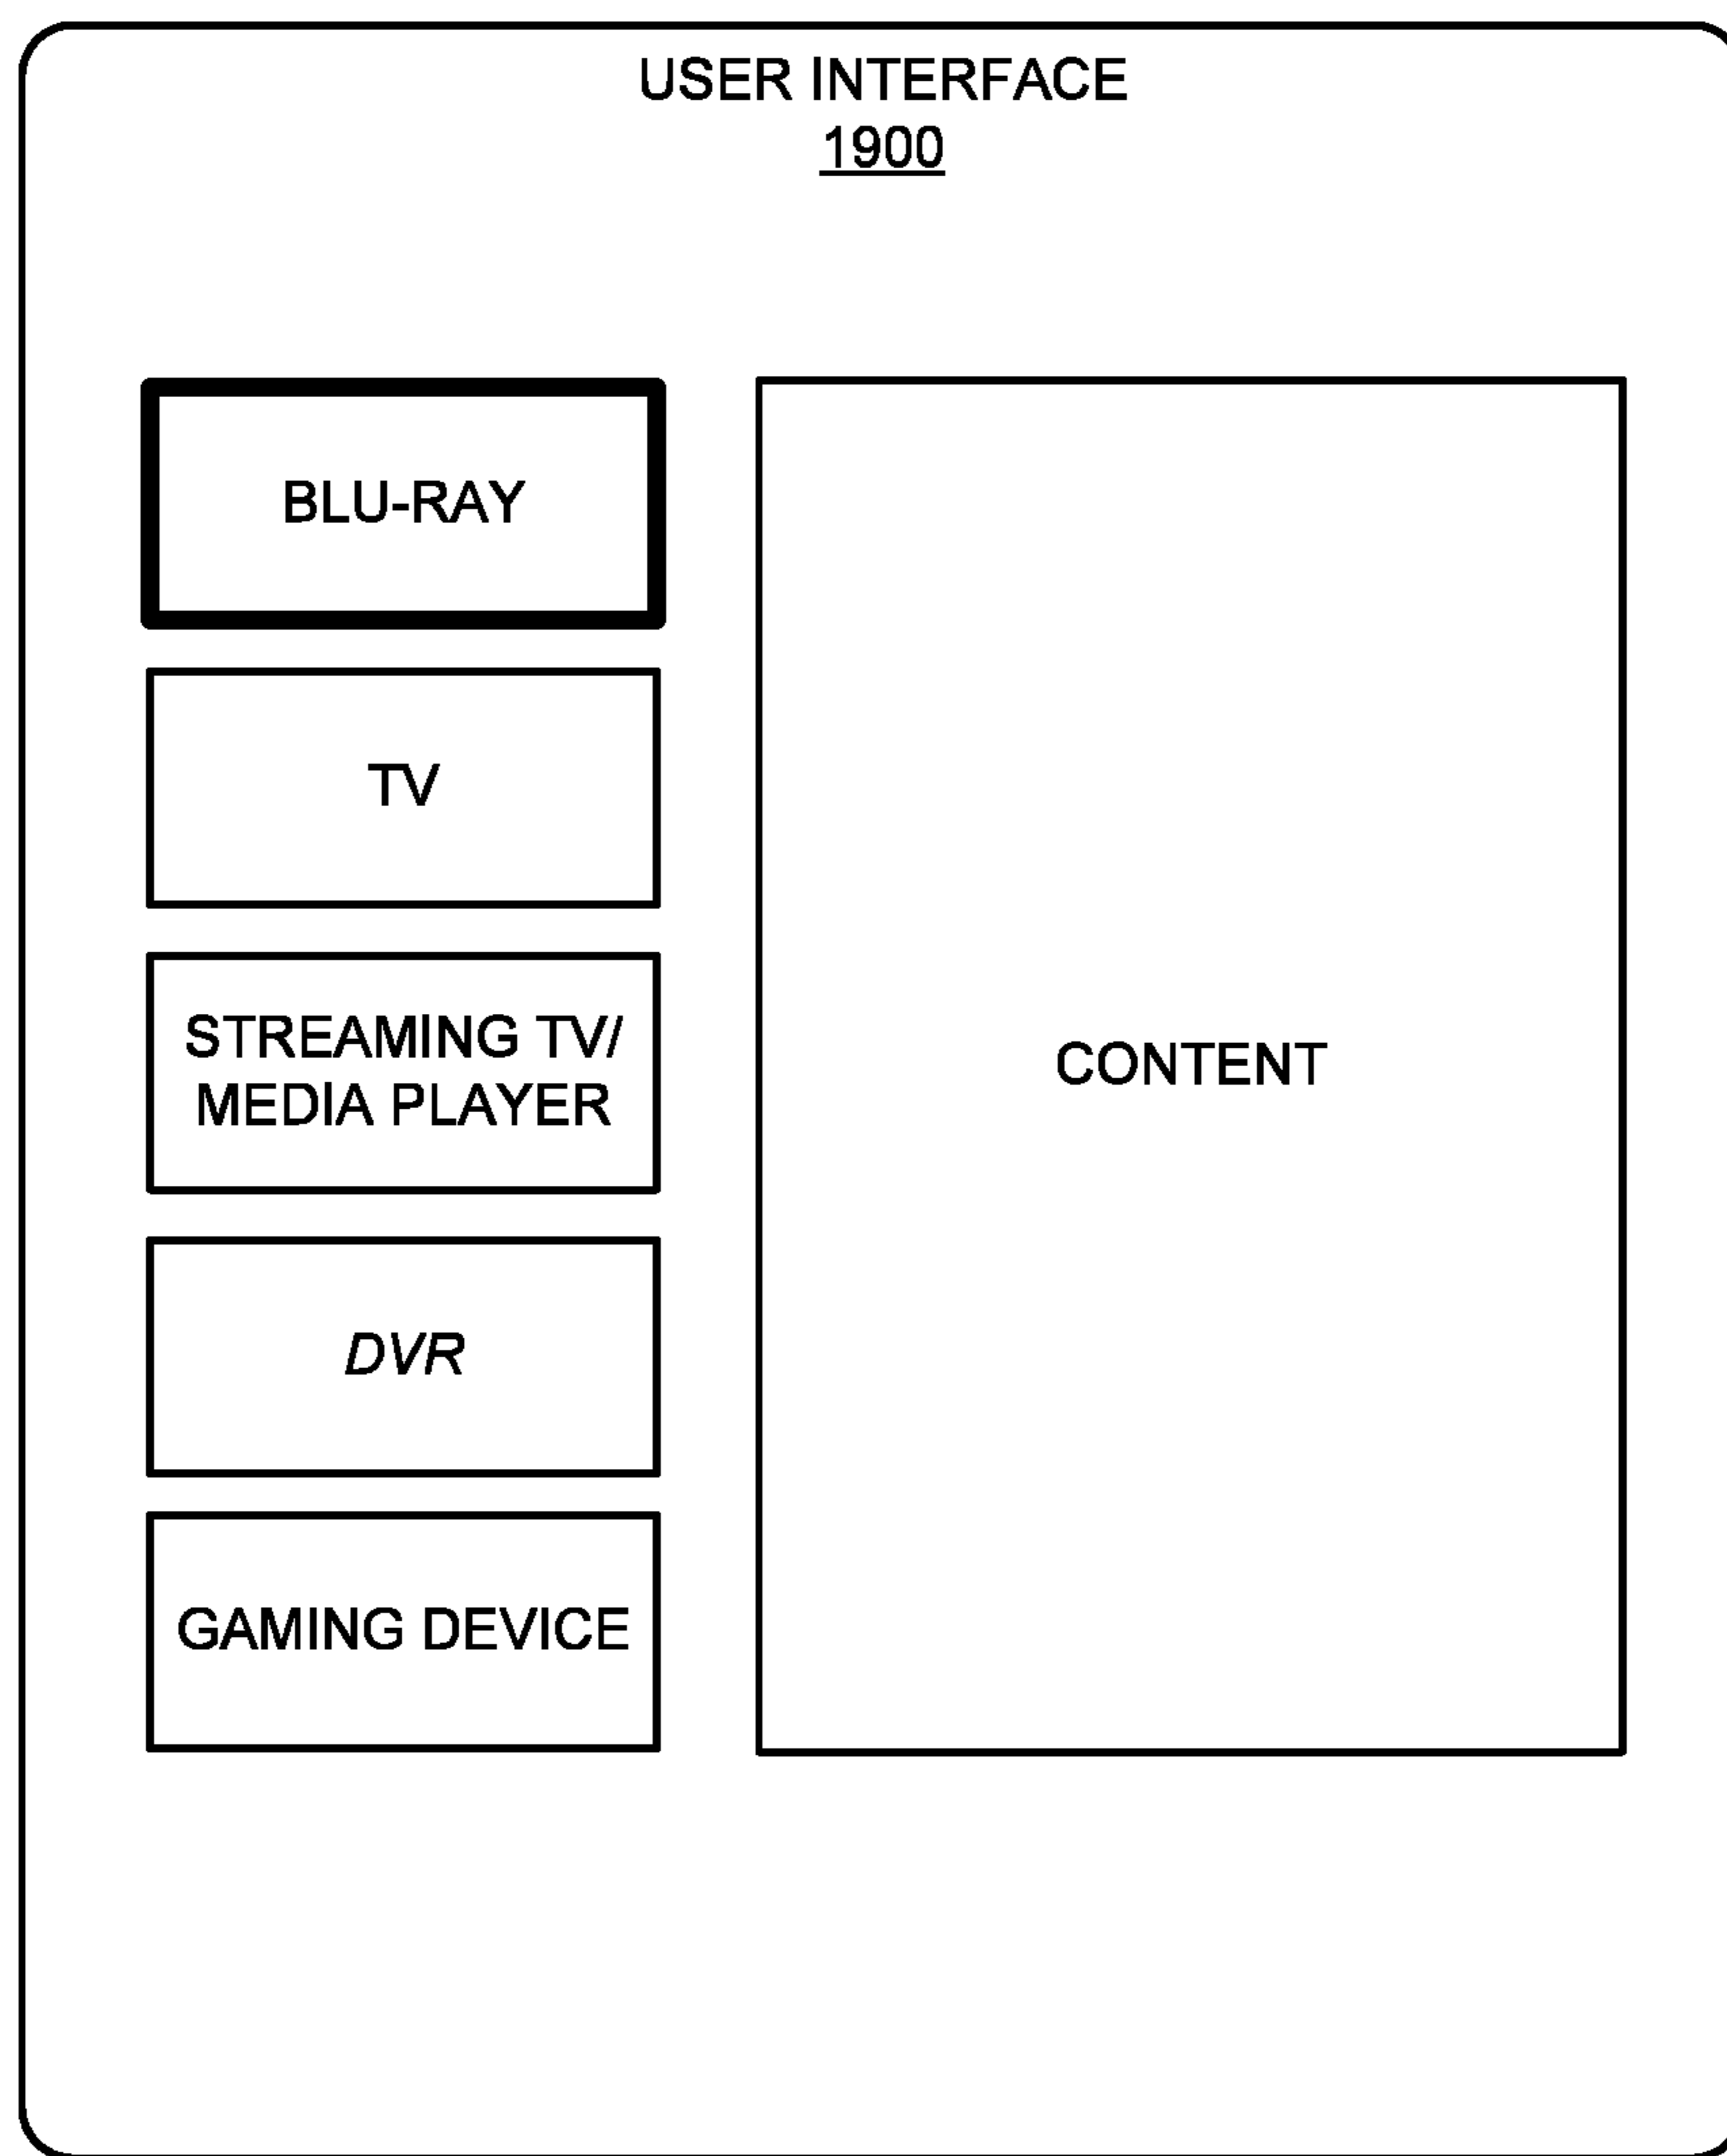 USER INTERFACE
1900
BLU-RAY
TV
STREAMING TV/
MEDIA PLAYER
DVR
GAMING DEVICE
CONTENT